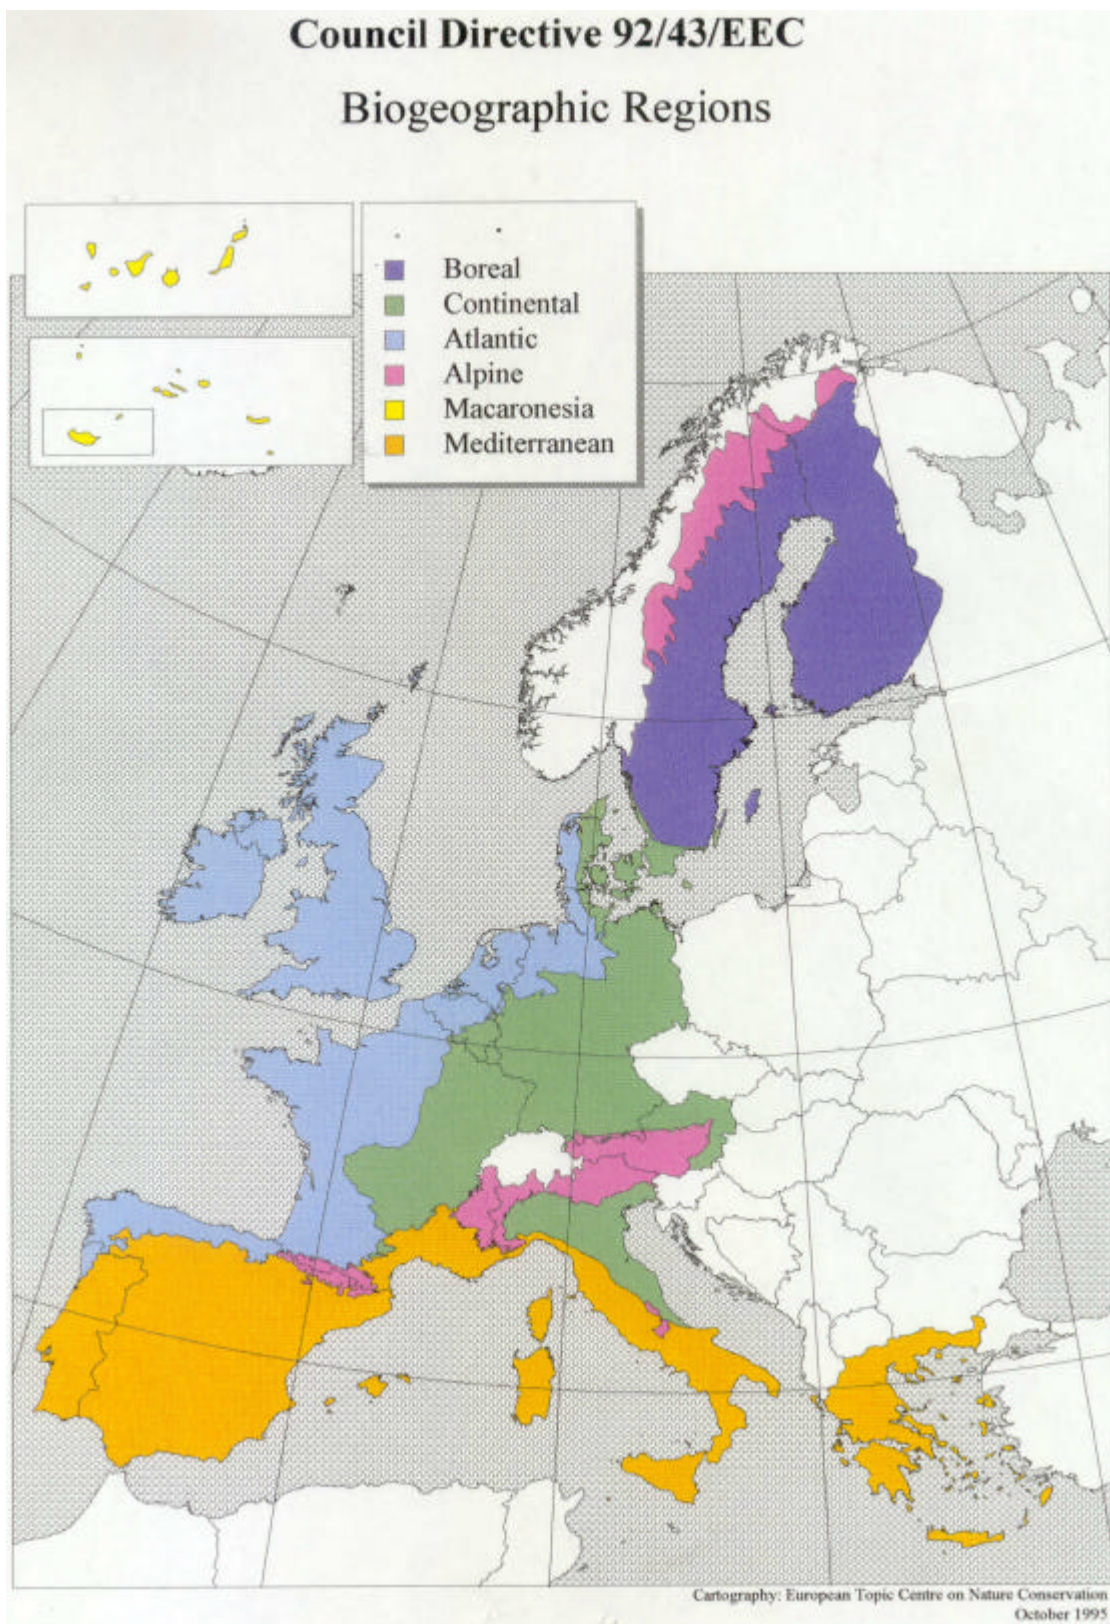 Council Directive 92/43/EEC
Biogeographic Regions
Boreal
Continental
Atlantic
Alpine
Macaronesia
Mediterranean
Cartography: European Topic Centre on Nature Conservation
October 1995